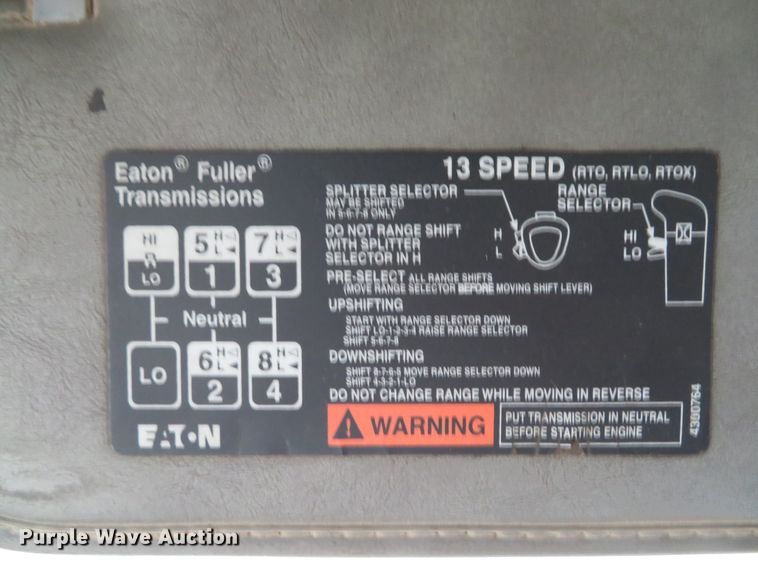 Eaton® Fuller®
Transmissions
13 SPEED (RTO, RTLO, RTOX)
SPLITTER SELECTOR
MAY BE SHIFTED
IN 5-6-7-8 ONLY
RANGE
SELECTOR
H
L
HI
LO
DO NOT RANGE SHIFT
WITH SPLITTER
SELECTOR IN H
PRE-SELECT ALL RANGE SHIFTS
(MOVE RANGE SELECTOR BEFORE MOVING SHIFT LEVER)
UPSHIFTING
START WITH RANGE SELECTOR DOWN
SHIFT LO-1-2-3-4 RAISE RANGE SELECTOR
SHIFT 5-6-7-8
DOWNSHIFTING
SHIFT 8-7-6-5 MOVE RANGE SELECTOR DOWN
SHIFT 4-3-2-1-LO
DO NOT CHANGE RANGE WHILE MOVING IN REVERSE
WARNING
PUT TRANSMISSION IN NEUTRAL
BEFORE STARTING ENGINE
4300764
HI
R
LO
5 H
L
1
7 H
L
3
Neutral
LO
6 H
L
2
8 H
L
4
EATON
Purple Wave Auction